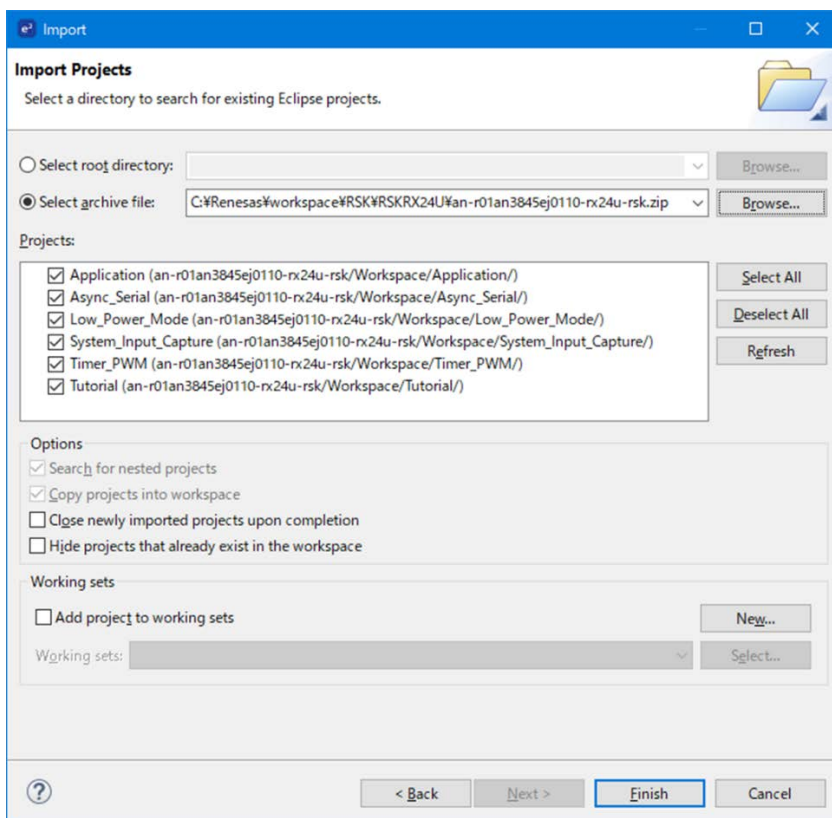 e² Import
Import Projects
Select a directory to search for existing Eclipse projects.
Select root directory: Browse...
Select archive file: C:¥Renesas¥workspace¥RSK¥RSKRX24U¥an-r01an3845ej0110-rx24u-rsk.zip Browse...
Projects:
Application (an-r01an3845ej0110-rx24u-rsk/Workspace/Application/) Select All
Async_Serial (an-r01an3845ej0110-rx24u-rsk/Workspace/Async_Serial/)
Low_Power_Mode (an-r01an3845ej0110-rx24u-rsk/Workspace/Low_Power_Mode/) Deselect All
System_Input_Capture (an-r01an3845ej0110-rx24u-rsk/Workspace/System_Input_Capture/)
Timer_PWM (an-r01an3845ej0110-rx24u-rsk/Workspace/Timer_PWM/) Refresh
Tutorial (an-r01an3845ej0110-rx24u-rsk/Workspace/Tutorial/)
Options
Search for nested projects
Copy projects into workspace
Close newly imported projects upon completion
Hide projects that already exist in the workspace
Working sets
Add project to working sets New...
Working sets: Select...
? < Back Next > Finish Cancel